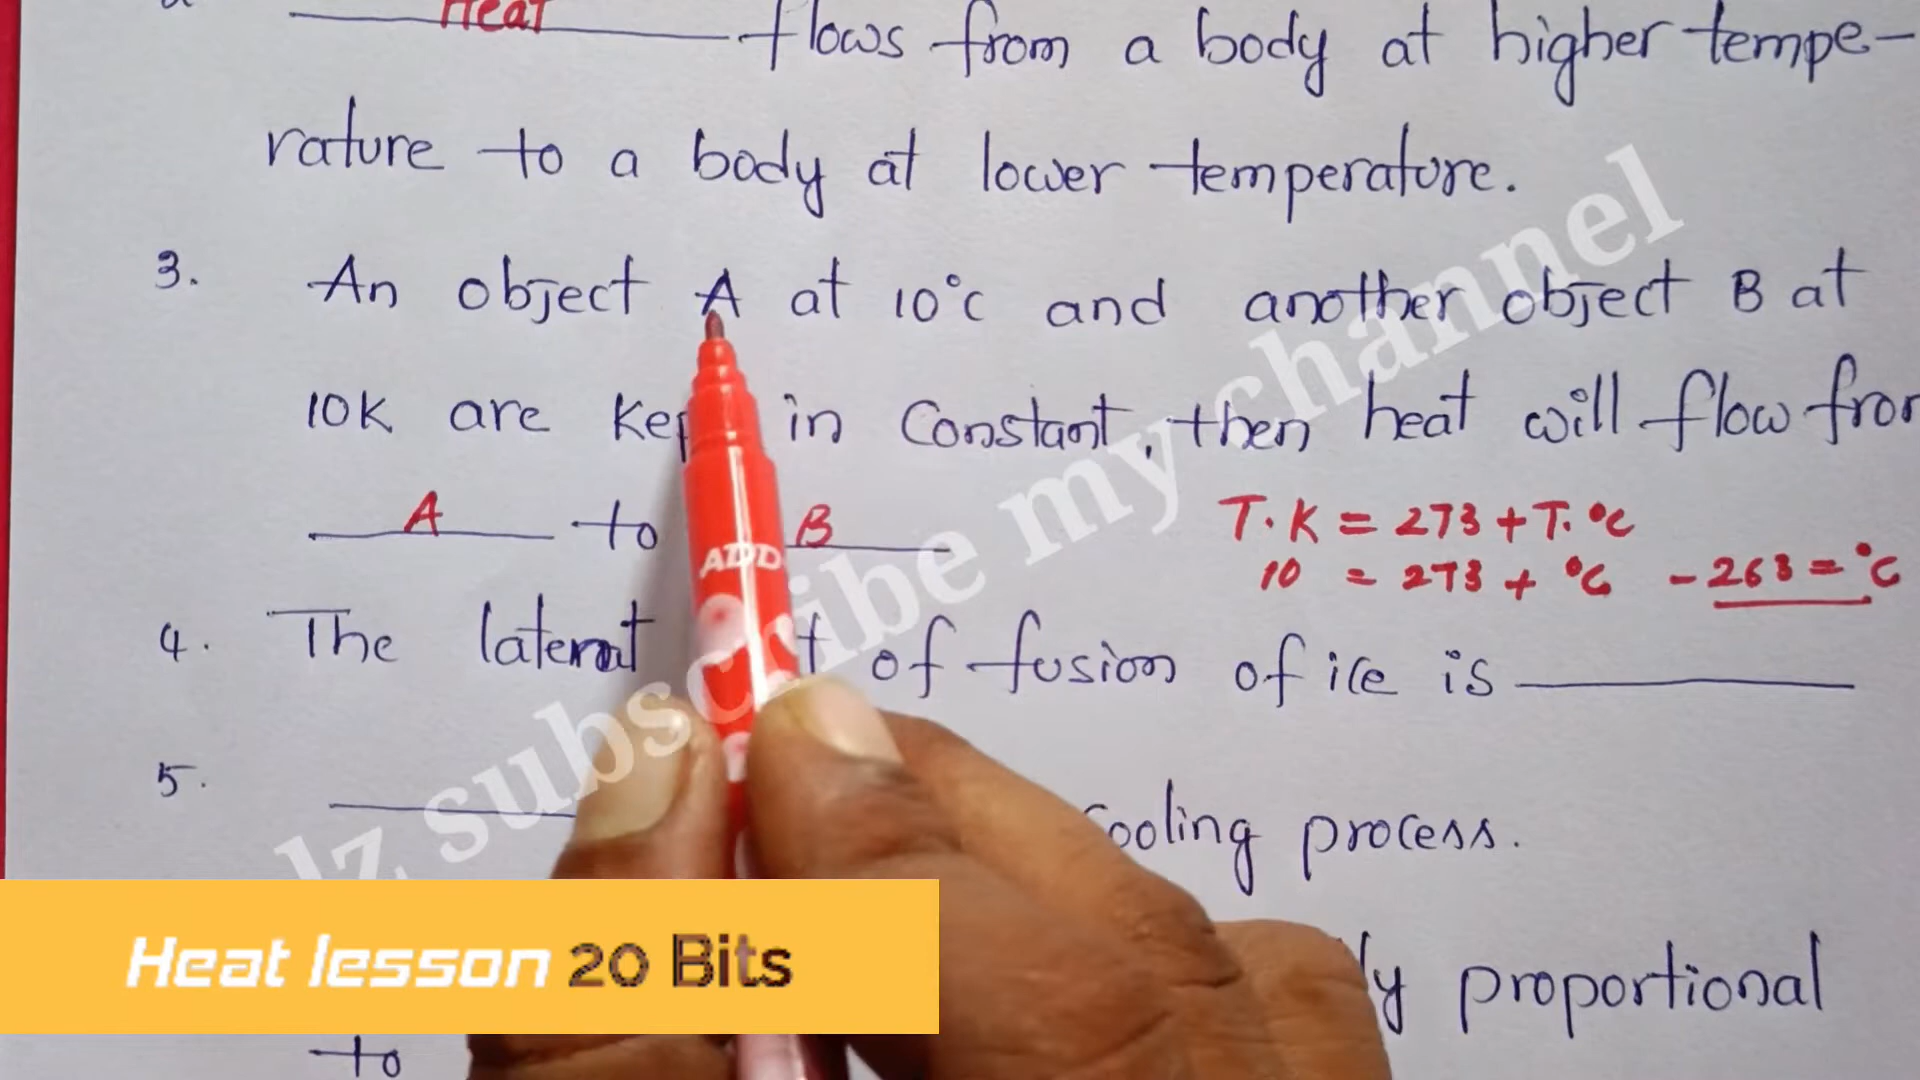 Heat flows from a body at higher tempe-
rature to a body at lower temperature.
3. An object A at 10°C and another object B at
10K are in Constant, then heat will flow from
A to B
T.K = 273 + T.°C
10 = 273 + °C -263 = °C
4. The of fusion of ice is
5. cooling process.
proportional
to
subscribe my channel
ADD
Heat lesson 20 Bits